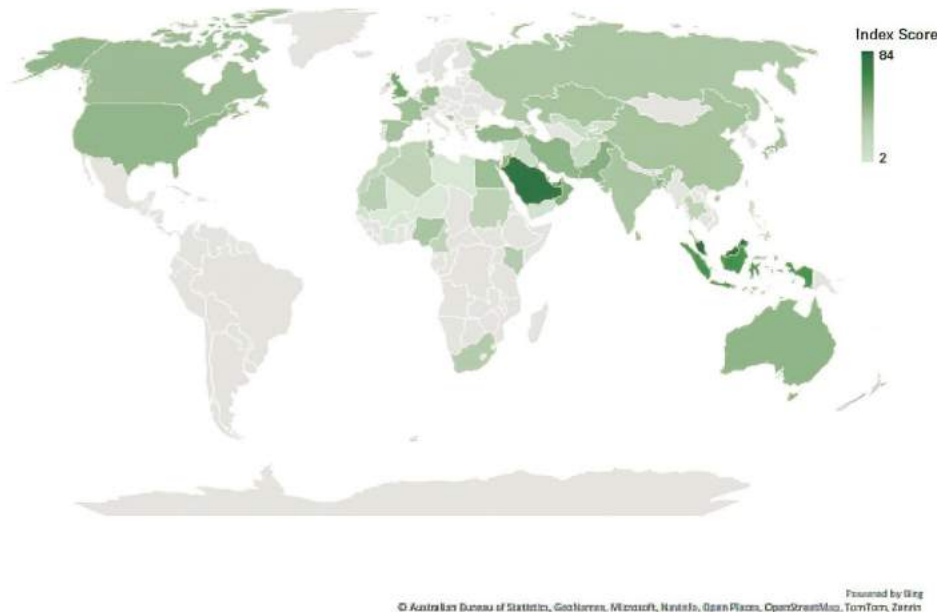 Index Score
84
2
Powered by Bing
© Australian Bureau of Statistics, GeoNames, Microsoft, Navinfo, Open Places, OpenStreetMap, TomTom, Zenrin